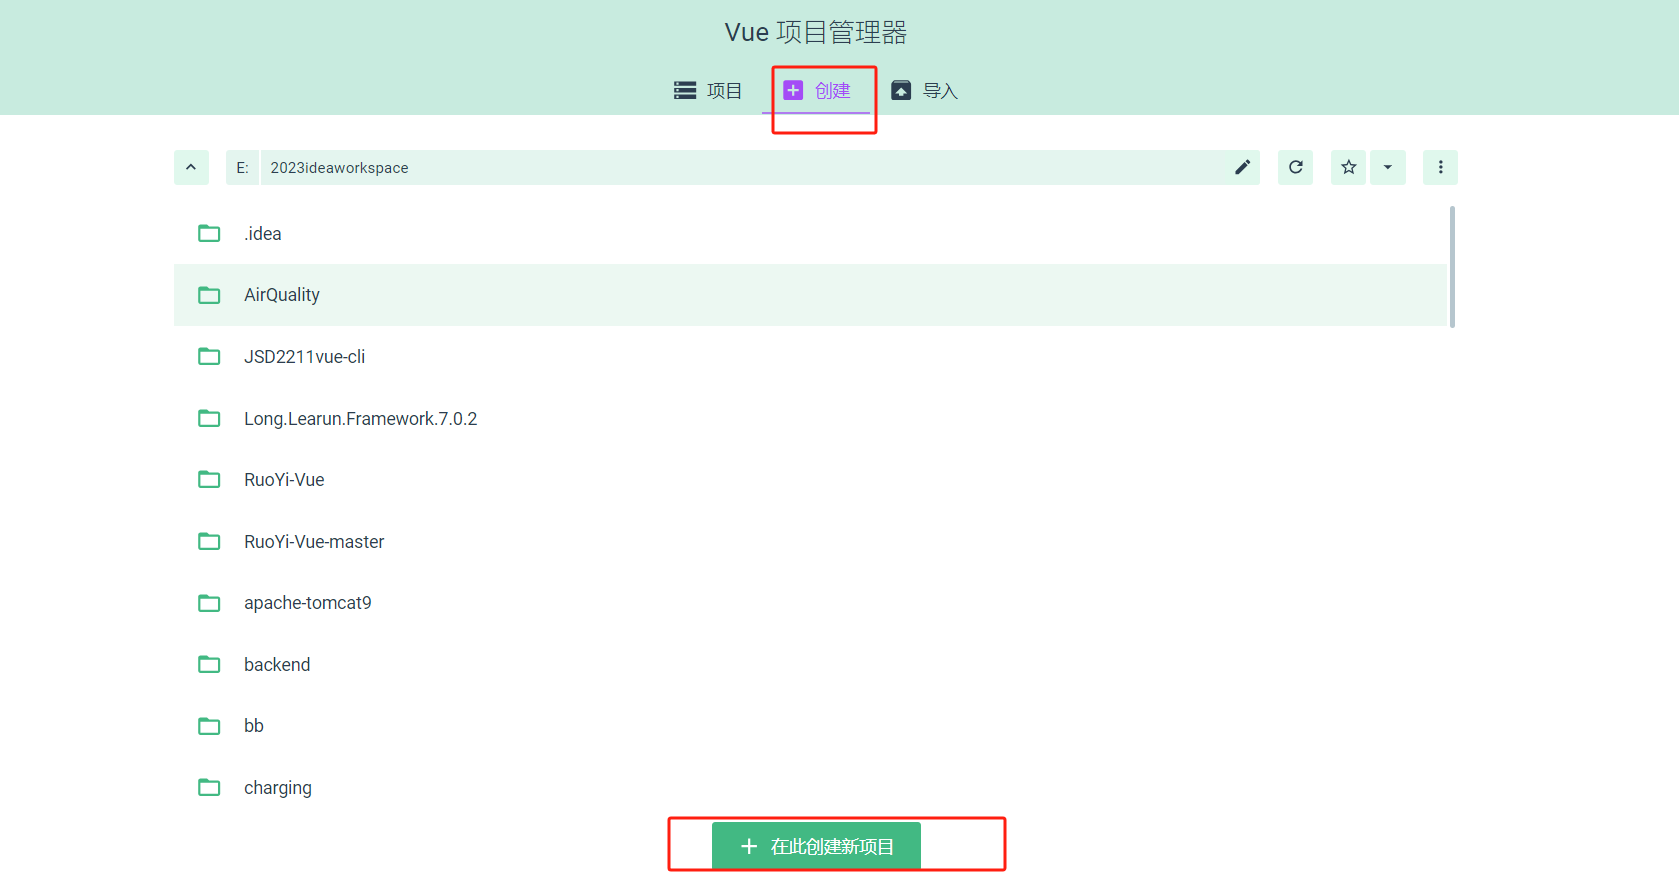 Vue 项目管理器
项目 创建 导入
E: 2023ideaworkspace
.idea
AirQuality
JSD2211vue-cli
Long.Learun.Framework.7.0.2
RuoYi-Vue
RuoYi-Vue-master
apache-tomcat9
backend
bb
charging
在此创建新项目